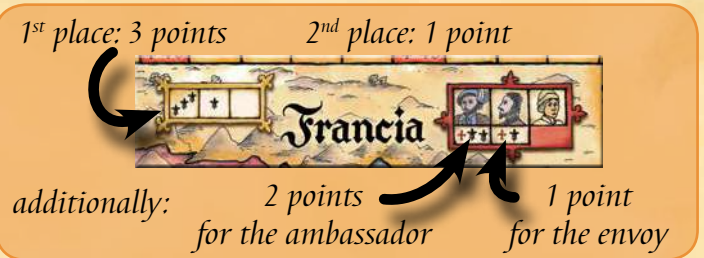 1st place: 3 points 2nd place: 1 point
Francia
additionally: 2 points 1 point
for the ambassador for the envoy